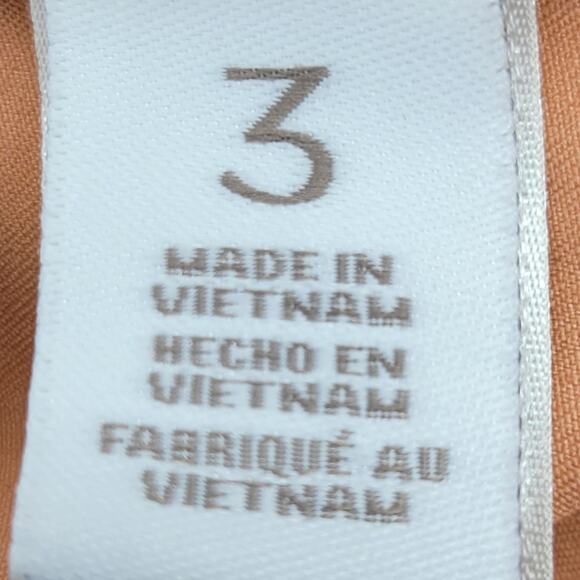 3
MADE IN
VIETNAM
HECHO EN
VIETNAM
FABRIQUÉ AU
VIETNAM